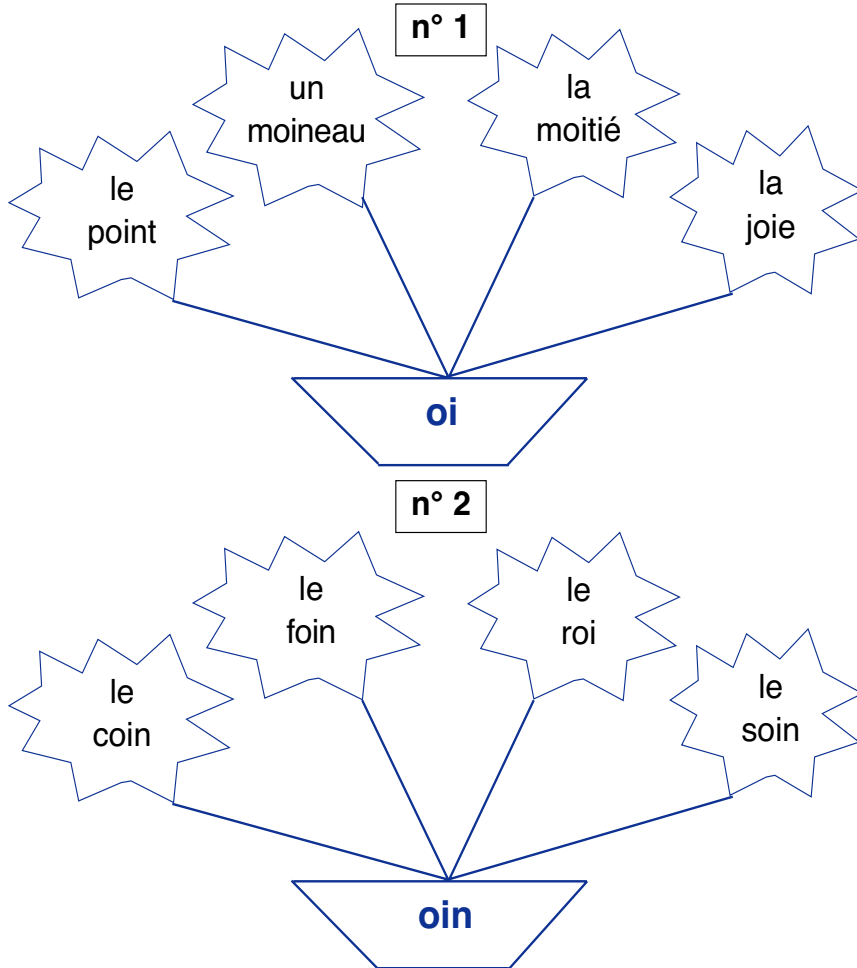 n° 1
un
moineau
la
moitié
le
point
la
joie
oi
n° 2
le
foin
le
roi
le
coin
le
soin
oin